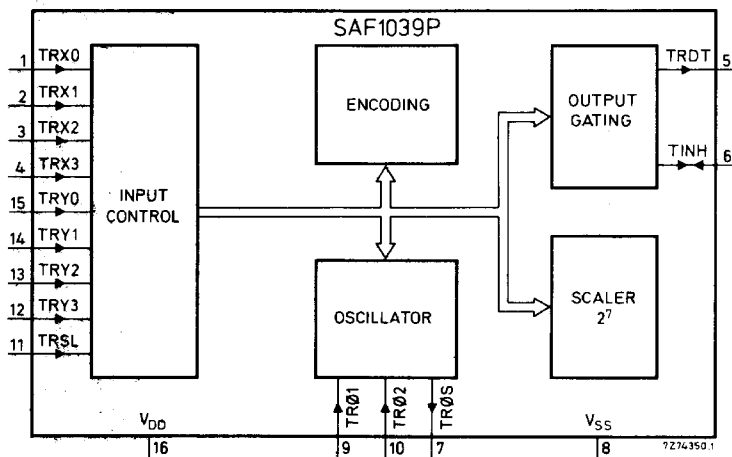 SAF1039P
1 TRX0
2 TRX1
3 TRX2
4 TRX3
15 TRY0
14 TRY1
13 TRY2
12 TRY3
11 TRSL
INPUT
CONTROL
ENCODING
OSCILLATOR
OUTPUT
GATING
SCALER
2⁷
TRDT 5
TINH 6
TRØ1
TRØ2
TRØS
V_DD
V_SS
16
9
10
7
8
7Z74350.1